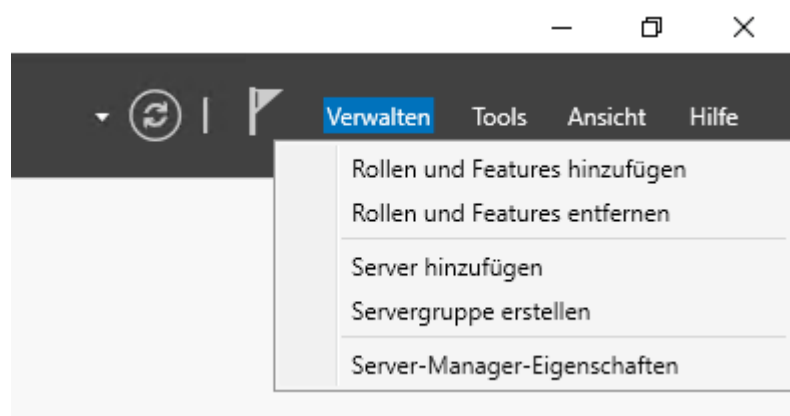 Verwalten Tools Ansicht Hilfe
Rollen und Features hinzufügen
Rollen und Features entfernen
Server hinzufügen
Servergruppe erstellen
Server-Manager-Eigenschaften